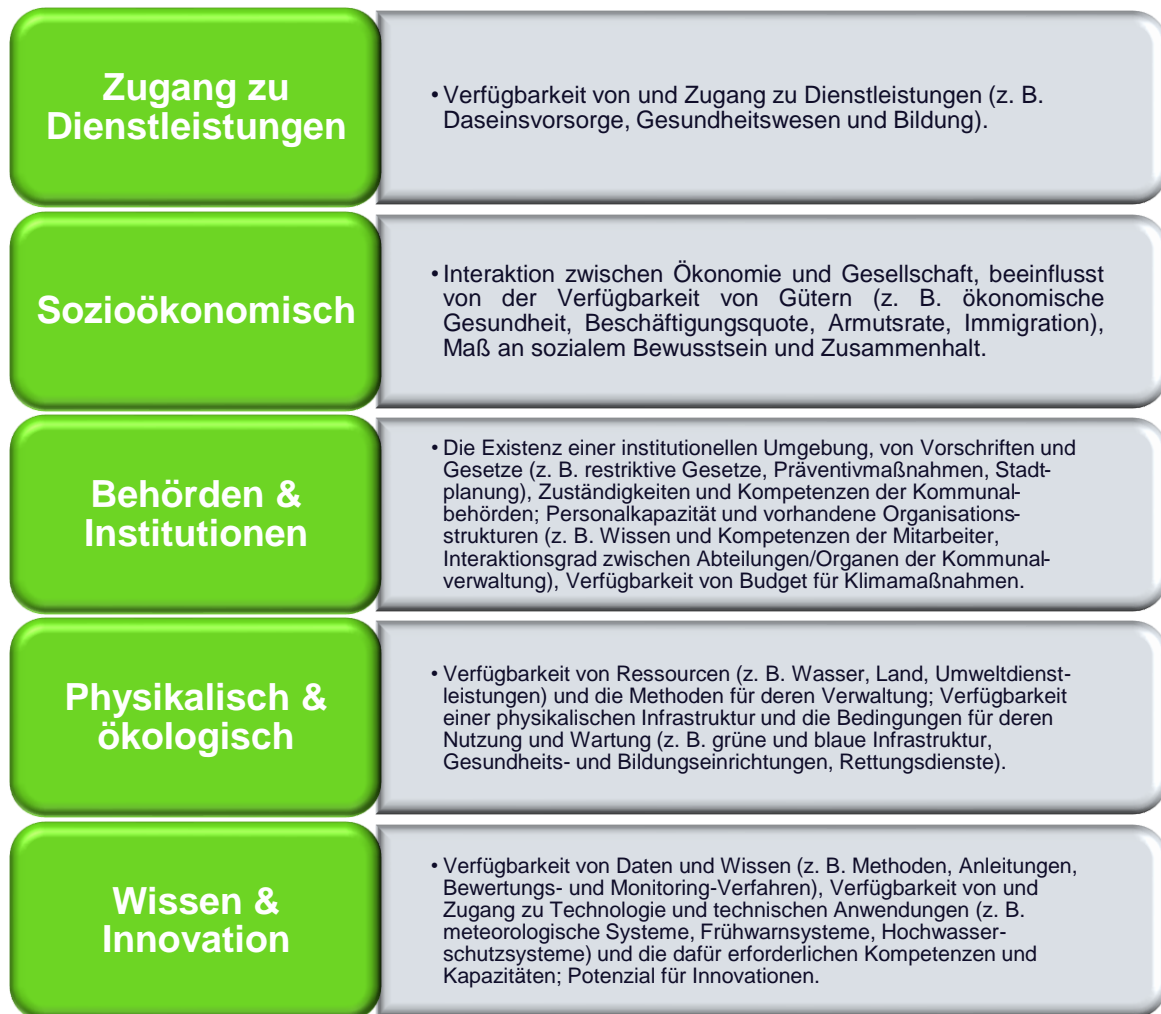 Zugang zu
Dienstleistungen
• Verfügbarkeit von und Zugang zu Dienstleistungen (z. B.
Daseinsvorsorge, Gesundheitswesen und Bildung).
Sozioökonomisch
• Interaktion zwischen Ökonomie und Gesellschaft, beeinflusst
von der Verfügbarkeit von Gütern (z. B. ökonomische
Gesundheit, Beschäftigungsquote, Armutsrate, Immigration),
Maß an sozialem Bewusstsein und Zusammenhalt.
Behörden &
Institutionen
• Die Existenz einer institutionellen Umgebung, von Vorschriften und
Gesetze (z. B. restriktive Gesetze, Präventivmaßnahmen, Stadt-
planung), Zuständigkeiten und Kompetenzen der Kommunal-
behörden; Personalkapazität und vorhandene Organisations-
strukturen (z. B. Wissen und Kompetenzen der Mitarbeiter,
Interaktionsgrad zwischen Abteilungen/Organen der Kommunal-
verwaltung), Verfügbarkeit von Budget für Klimamaßnahmen.
Physikalisch &
ökologisch
• Verfügbarkeit von Ressourcen (z. B. Wasser, Land, Umweltdienst-
leistungen) und die Methoden für deren Verwaltung; Verfügbarkeit
einer physikalischen Infrastruktur und die Bedingungen für deren
Nutzung und Wartung (z. B. grüne und blaue Infrastruktur,
Gesundheits- und Bildungseinrichtungen, Rettungsdienste).
Wissen &
Innovation
• Verfügbarkeit von Daten und Wissen (z. B. Methoden, Anleitungen,
Bewertungs- und Monitoring-Verfahren), Verfügbarkeit von und
Zugang zu Technologie und technischen Anwendungen (z. B.
meteorologische Systeme, Frühwarnsysteme, Hochwasser-
schutzsysteme) und die dafür erforderlichen Kompetenzen und
Kapazitäten; Potenzial für Innovationen.